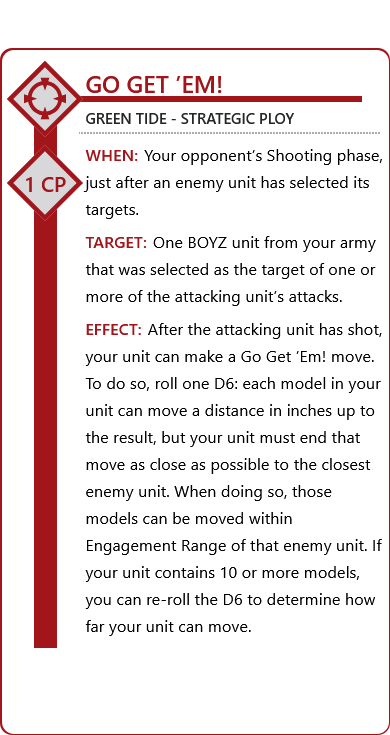 GO GET ’EM!
GREEN TIDE - STRATEGIC PLOY
1 CP
WHEN: Your opponent’s Shooting phase,
just after an enemy unit has selected its
targets.
TARGET: One BOYZ unit from your army
that was selected as the target of one or
more of the attacking unit’s attacks.
EFFECT: After the attacking unit has shot,
your unit can make a Go Get ’Em! move.
To do so, roll one D6: each model in your
unit can move a distance in inches up to
the result, but your unit must end that
move as close as possible to the closest
enemy unit. When doing so, those
models can be moved within
Engagement Range of that enemy unit. If
your unit contains 10 or more models,
you can re-roll the D6 to determine how
far your unit can move.